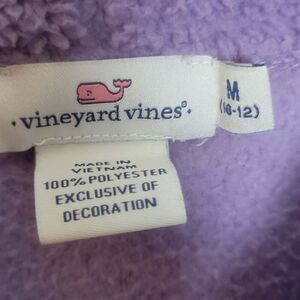 · vineyard vines® ·
M
(10-12)
MADE IN
VIETNAM
100% POLYESTER
EXCLUSIVE OF
DECORATION